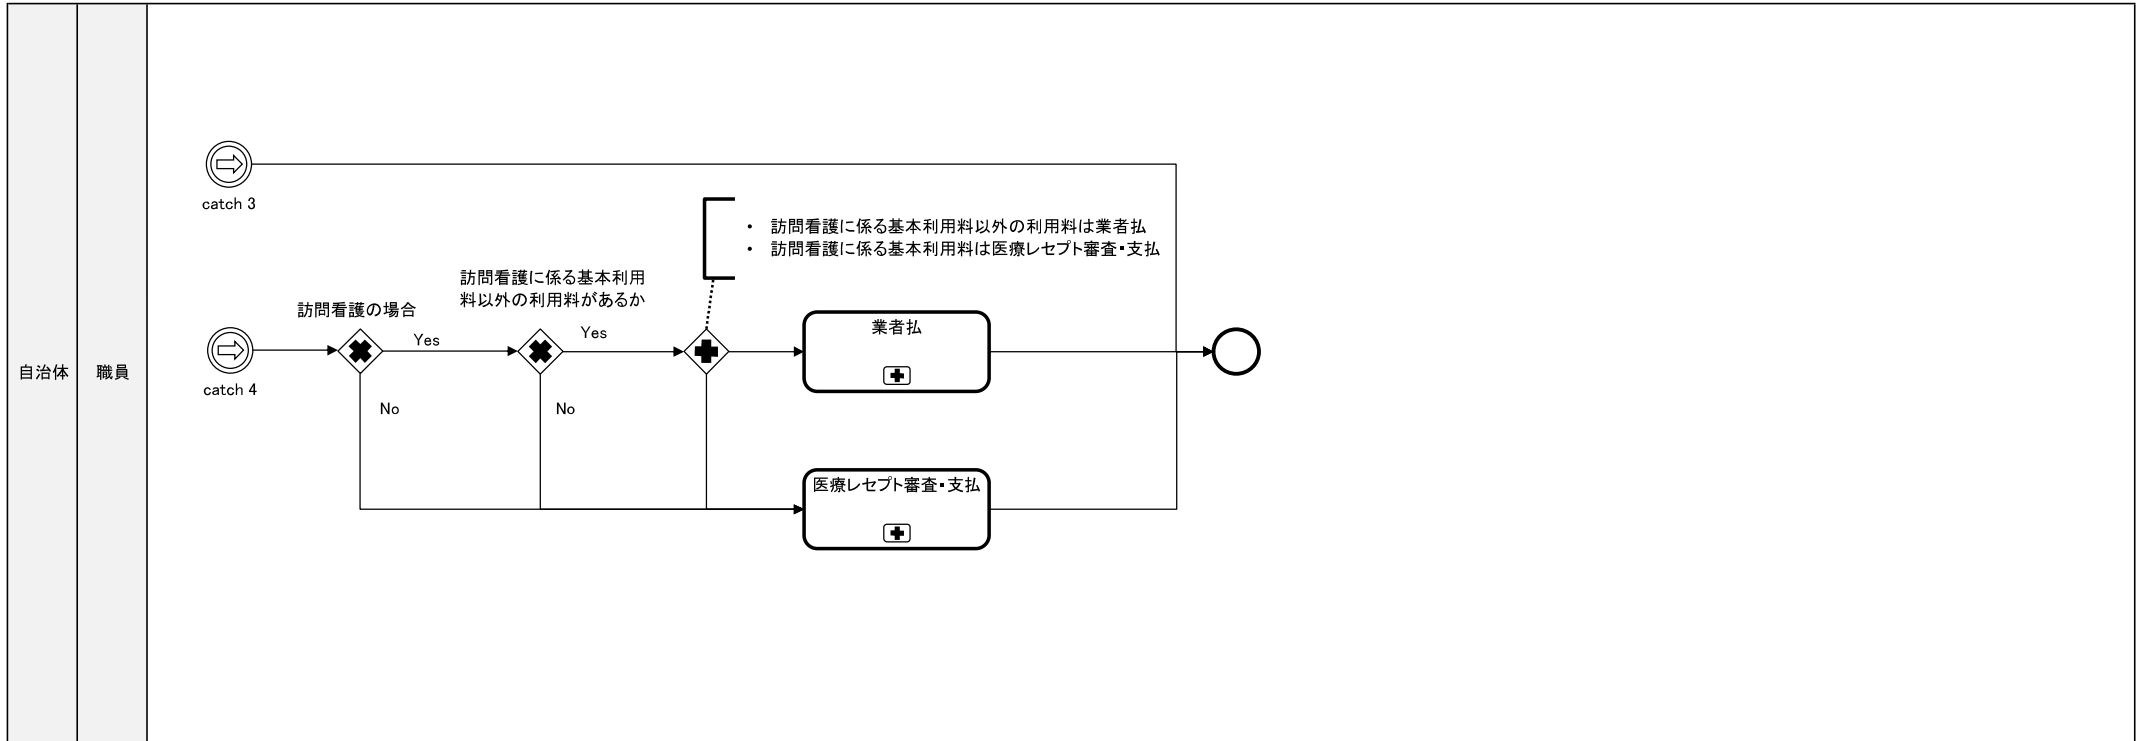 自治体
職員
catch 3
• 訪問看護に係る基本利用料以外の利用料は業者払
• 訪問看護に係る基本利用料は医療レセプト審査・支払
訪問看護に係る基本利用
料以外の利用料があるか
訪問看護の場合
Yes
Yes
業者払
catch 4
No
No
医療レセプト審査・支払